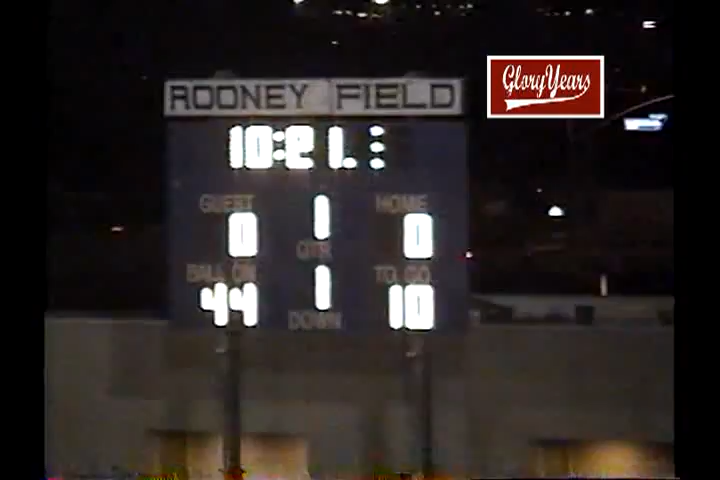 ROONEY FIELD
GloryYears
10:21
GUEST 1 HOME
0 QTR 0
BALL ON 1 TO GO
44 DOWN 10